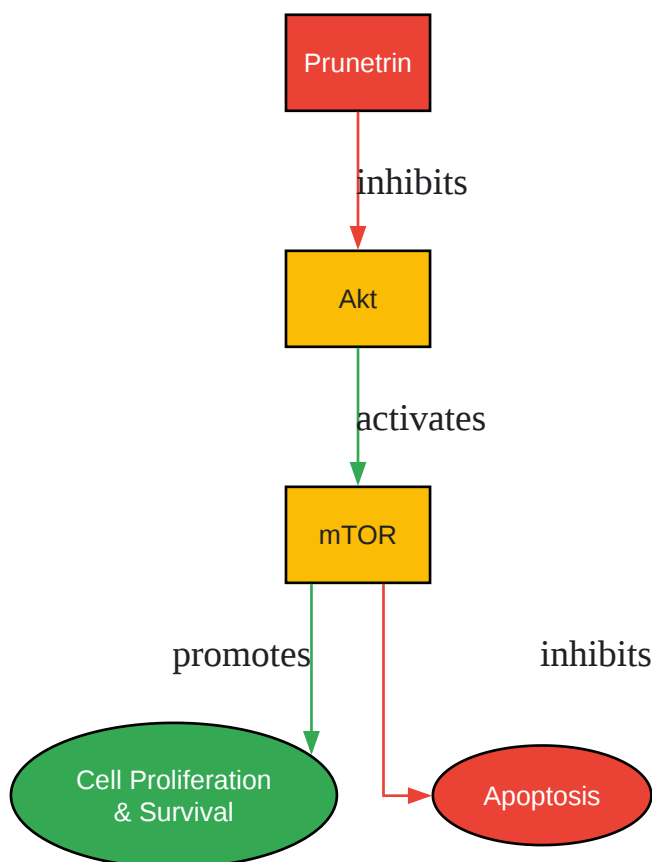 Prunetrin
inhibits
Akt
activates
mTOR
promotes
inhibits
Cell Proliferation
& Survival
Apoptosis